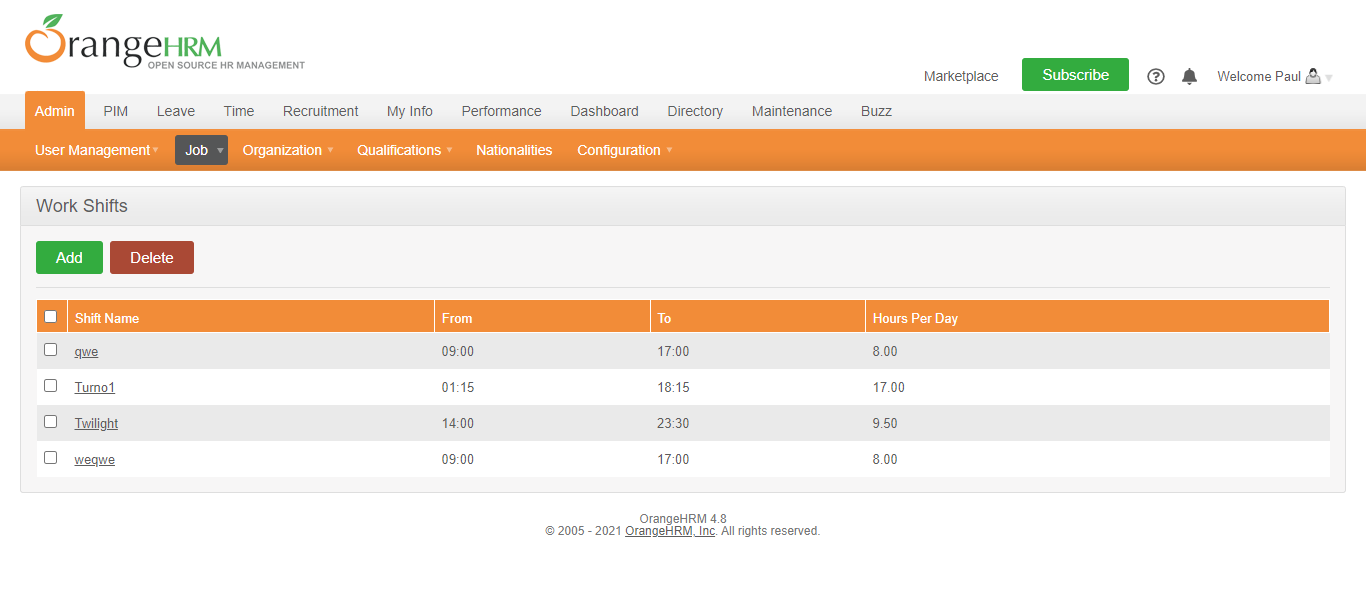 OrangeHRM
OPEN SOURCE HR MANAGEMENT
Marketplace Subscribe Welcome Paul
Admin PIM Leave Time Recruitment My Info Performance Dashboard Directory Maintenance Buzz
User Management Job Organization Qualifications Nationalities Configuration
Work Shifts
Add Delete
Shift Name From To Hours Per Day
qwe 09:00 17:00 8.00
Turno1 01:15 18:15 17.00
Twilight 14:00 23:30 9.50
weqwe 09:00 17:00 8.00
OrangeHRM 4.8
© 2005 - 2021 OrangeHRM, Inc. All rights reserved.